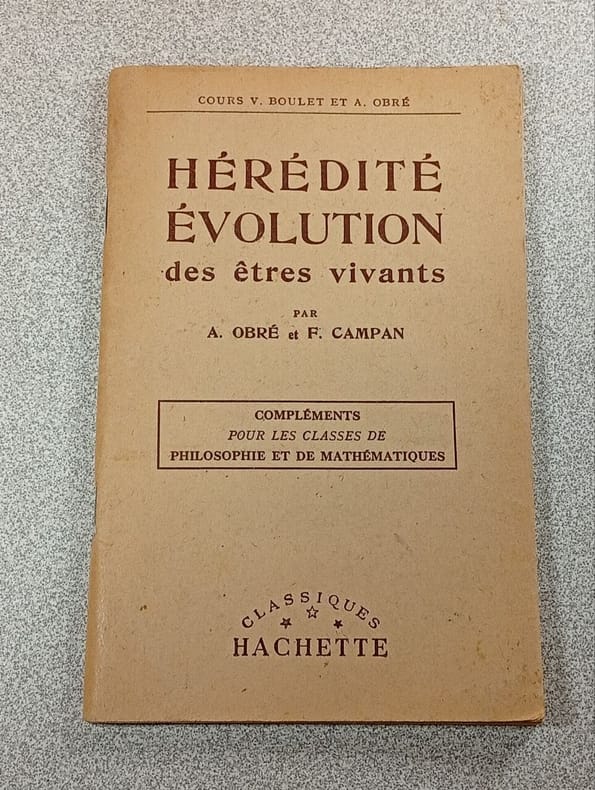 COURS V. BOULET ET A. OBRÉ
HÉRÉDITÉ
ÉVOLUTION
des êtres vivants
PAR
A. OBRÉ et F. CAMPAN
COMPLÉMENTS
POUR LES CLASSES DE
PHILOSOPHIE ET DE MATHÉMATIQUES
CLASSIQUES
HACHETTE